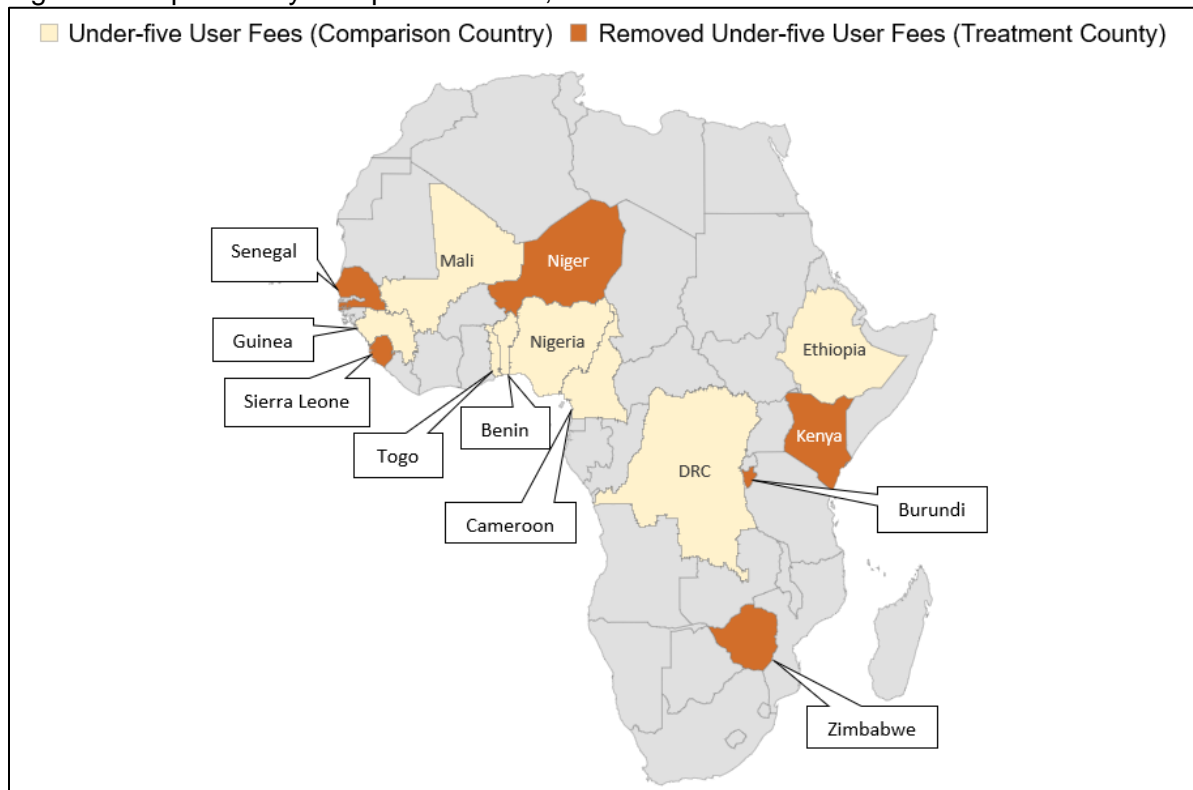 Under-five User Fees (Comparison Country) Removed Under-five User Fees (Treatment County)
Senegal
Mali
Niger
Guinea
Nigeria
Ethiopia
Sierra Leone
Benin
Kenya
Togo
DRC
Cameroon
Burundi
Zimbabwe